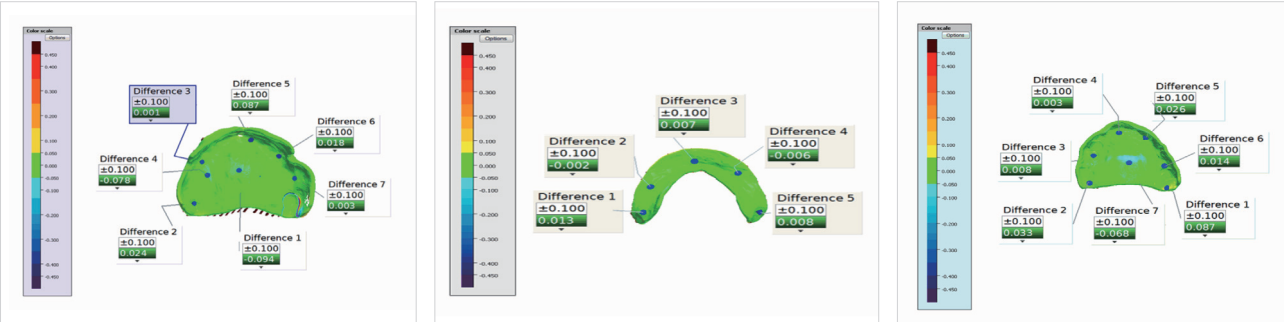 Color scale
Options
0.450
0.400
0.300
0.200
0.100
0.050
-0.050
-0.100
-0.200
-0.300
-0.400
-0.450
Difference 3
±0.100
0.001
Difference 5
±0.100
0.087
Difference 6
±0.100
0.018
Difference 4
±0.100
-0.078
Difference 7
±0.100
0.003
Difference 2
±0.100
0.024
Difference 1
±0.100
-0.094
Color scale
Options
0.450
0.400
0.300
0.200
0.100
0.050
-0.050
-0.100
-0.200
-0.300
-0.400
-0.450
Difference 3
±0.100
0.007
Difference 2
±0.100
-0.002
Difference 4
±0.100
-0.006
Difference 1
±0.100
0.013
Difference 5
±0.100
0.008
Color scale
Options
0.450
0.400
0.300
0.200
0.100
0.050
-0.050
-0.100
-0.200
-0.300
-0.400
-0.450
Difference 4
±0.100
0.003
Difference 5
±0.100
0.026
Difference 3
±0.100
0.008
Difference 6
±0.100
0.014
Difference 2
±0.100
0.033
Difference 7
±0.100
-0.068
Difference 1
±0.100
0.087